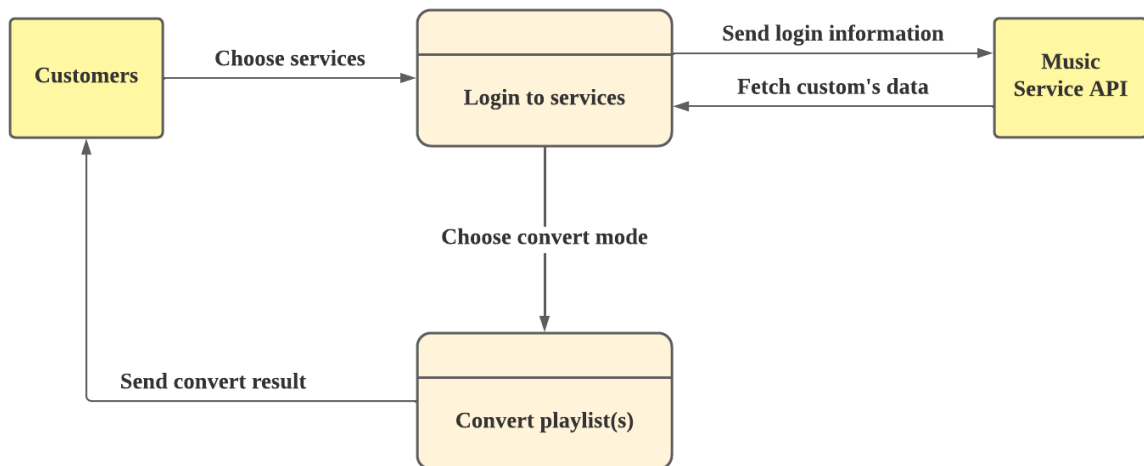 Customers
Choose services
Login to services
Send login information
Fetch custom's data
Music
Service API
Choose convert mode
Send convert result
Convert playlist(s)